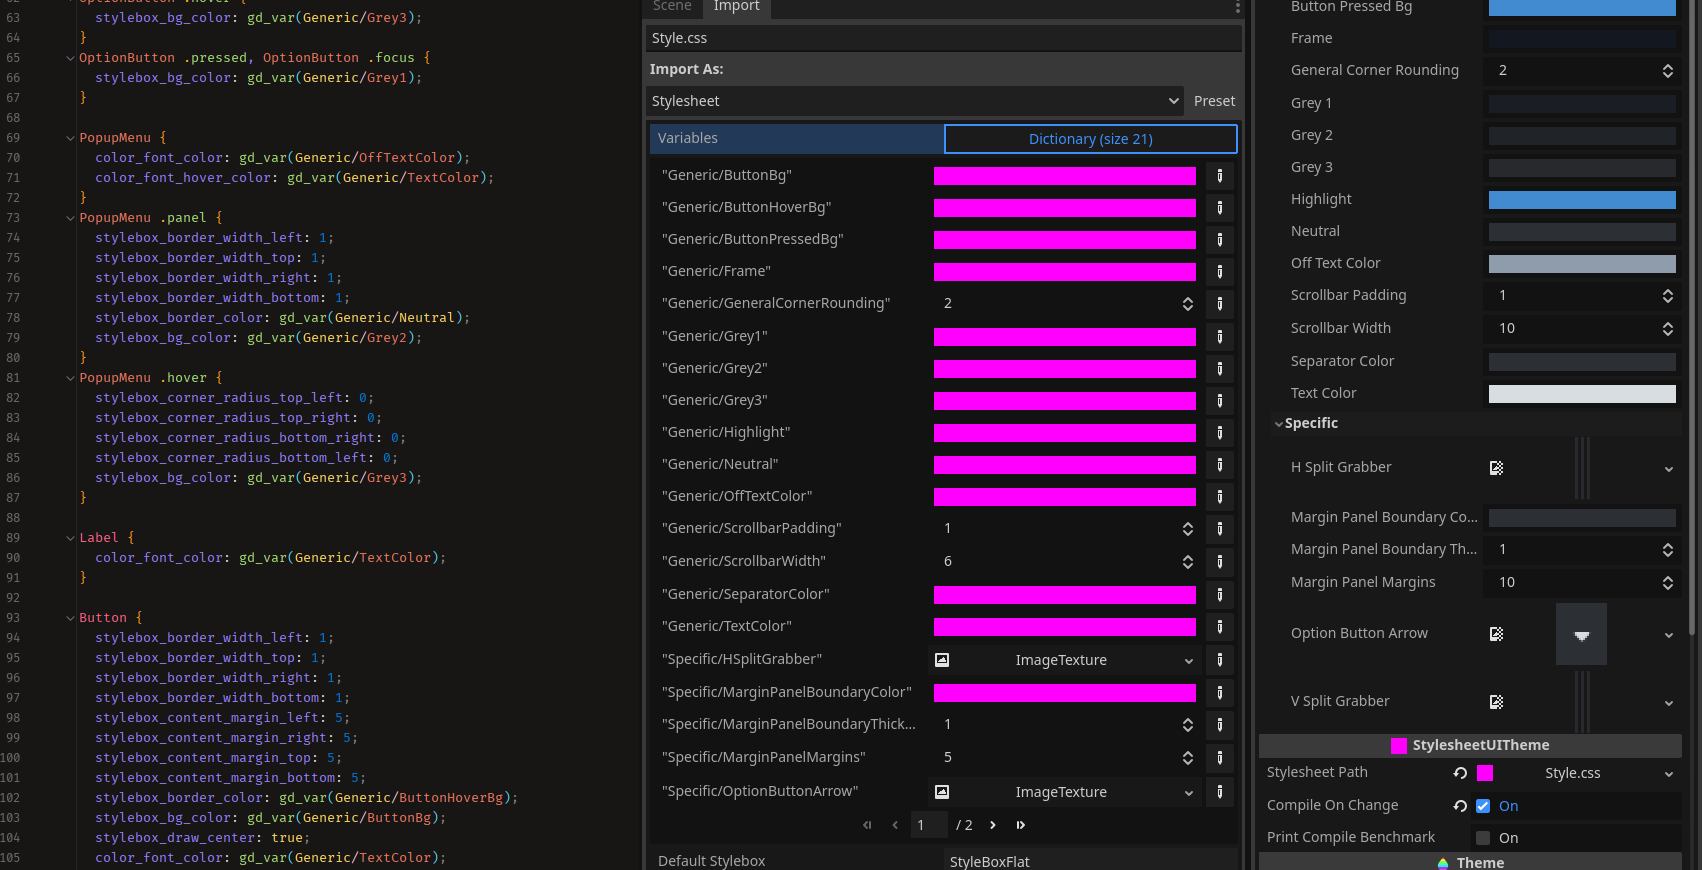 63 stylebox_bg_color: gd_var(Generic/Grey3);
64 }
65 OptionButton .pressed, OptionButton .focus {
66 stylebox_bg_color: gd_var(Generic/Grey1);
67 }
68
69 PopupMenu {
70 color_font_color: gd_var(Generic/OffTextColor);
71 color_font_hover_color: gd_var(Generic/TextColor);
72 }
73 PopupMenu .panel {
74 stylebox_border_width_left: 1;
75 stylebox_border_width_top: 1;
76 stylebox_border_width_right: 1;
77 stylebox_border_width_bottom: 1;
78 stylebox_border_color: gd_var(Generic/Neutral);
79 stylebox_bg_color: gd_var(Generic/Grey2);
80 }
81 PopupMenu .hover {
82 stylebox_corner_radius_top_left: 0;
83 stylebox_corner_radius_top_right: 0;
84 stylebox_corner_radius_bottom_right: 0;
85 stylebox_corner_radius_bottom_left: 0;
86 stylebox_bg_color: gd_var(Generic/Grey3);
87 }
88
89 Label {
90 color_font_color: gd_var(Generic/TextColor);
91 }
92
93 Button {
94 stylebox_border_width_left: 1;
95 stylebox_border_width_top: 1;
96 stylebox_border_width_right: 1;
97 stylebox_border_width_bottom: 1;
98 stylebox_content_margin_left: 5;
99 stylebox_content_margin_right: 5;
100 stylebox_content_margin_top: 5;
101 stylebox_content_margin_bottom: 5;
102 stylebox_border_color: gd_var(Generic/ButtonHoverBg);
103 stylebox_bg_color: gd_var(Generic/ButtonBg);
104 stylebox_draw_center: true;
105 color_font_color: gd_var(Generic/TextColor);
Scene Import
Style.css
Import As:
Stylesheet Preset
Variables Dictionary (size 21)
"Generic/ButtonBg"
"Generic/ButtonHoverBg"
"Generic/ButtonPressedBg"
"Generic/Frame"
"Generic/GeneralCornerRounding" 2
"Generic/Grey1"
"Generic/Grey2"
"Generic/Grey3"
"Generic/Highlight"
"Generic/Neutral"
"Generic/OffTextColor"
"Generic/ScrollbarPadding" 1
"Generic/ScrollbarWidth" 6
"Generic/SeparatorColor"
"Generic/TextColor"
"Specific/HSplitGrabber" ImageTexture
"Specific/MarginPanelBoundaryColor"
"Specific/MarginPanelBoundaryThick... 1
"Specific/MarginPanelMargins" 5
"Specific/OptionButtonArrow" ImageTexture
1 / 2
Default Stylebox StyleBoxFlat
Button Pressed Bg
Frame
General Corner Rounding 2
Grey 1
Grey 2
Grey 3
Highlight
Neutral
Off Text Color
Scrollbar Padding 1
Scrollbar Width 10
Separator Color
Text Color
Specific
H Split Grabber
Margin Panel Boundary Co...
Margin Panel Boundary Th... 1
Margin Panel Margins 10
Option Button Arrow
V Split Grabber
StylesheetUITheme
Stylesheet Path Style.css
Compile On Change On
Print Compile Benchmark On
Theme